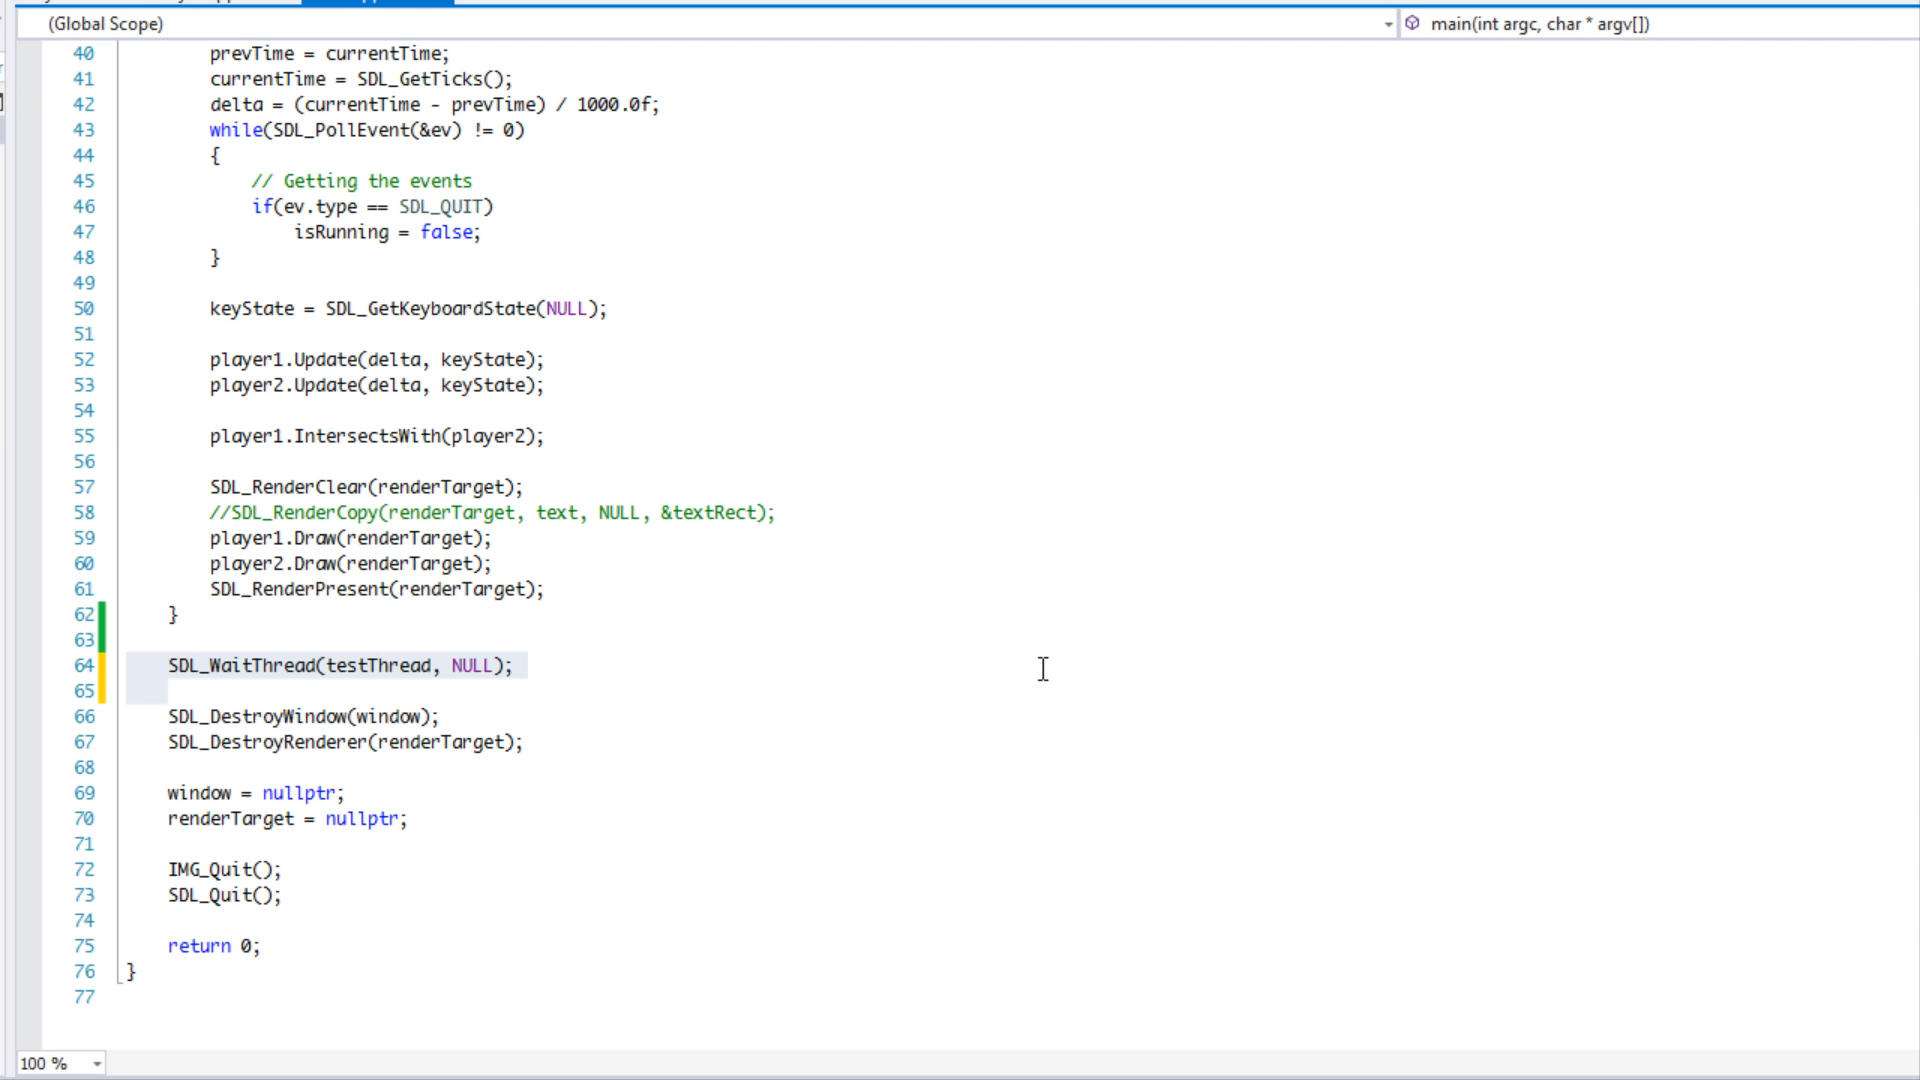 (Global Scope) main(int argc, char * argv[])
40 prevTime = currentTime;
41 currentTime = SDL_GetTicks();
42 delta = (currentTime - prevTime) / 1000.0f;
43 while(SDL_PollEvent(&ev) != 0)
44 {
45 // Getting the events
46 if(ev.type == SDL_QUIT)
47 isRunning = false;
48 }
49
50 keyState = SDL_GetKeyboardState(NULL);
51
52 player1.Update(delta, keyState);
53 player2.Update(delta, keyState);
54
55 player1.IntersectsWith(player2);
56
57 SDL_RenderClear(renderTarget);
58 //SDL_RenderCopy(renderTarget, text, NULL, &textRect);
59 player1.Draw(renderTarget);
60 player2.Draw(renderTarget);
61 SDL_RenderPresent(renderTarget);
62 }
63
64 SDL_WaitThread(testThread, NULL);
65
66 SDL_DestroyWindow(window);
67 SDL_DestroyRenderer(renderTarget);
68
69 window = nullptr;
70 renderTarget = nullptr;
71
72 IMG_Quit();
73 SDL_Quit();
74
75 return 0;
76 }
77
100 %